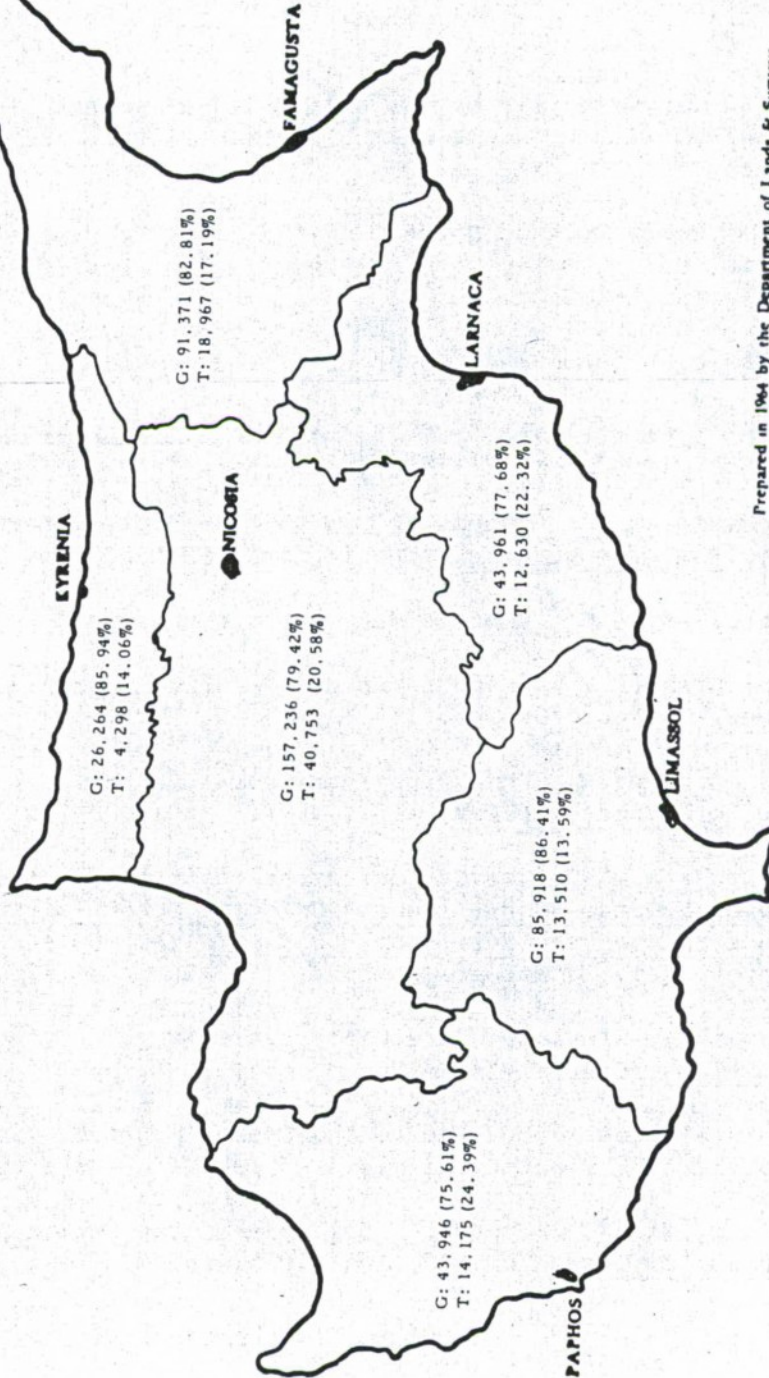 KYRENIA
G: 26,264 (85.94%)
T: 4,298 (14.06%)
NICOSIA
G: 157,236 (79.42%)
T: 40,753 (20.58%)
FAMAGUSTA
G: 91,371 (82.81%)
T: 18,967 (17.19%)
LARNACA
G: 43,961 (77.68%)
T: 12,630 (22.32%)
LIMASSOL
G: 85,918 (86.41%)
T: 13,510 (13.59%)
PAPHOS
G: 43,946 (75.61%)
T: 14,175 (24.39%)
Prepared in 1964 by the Department of Lands &